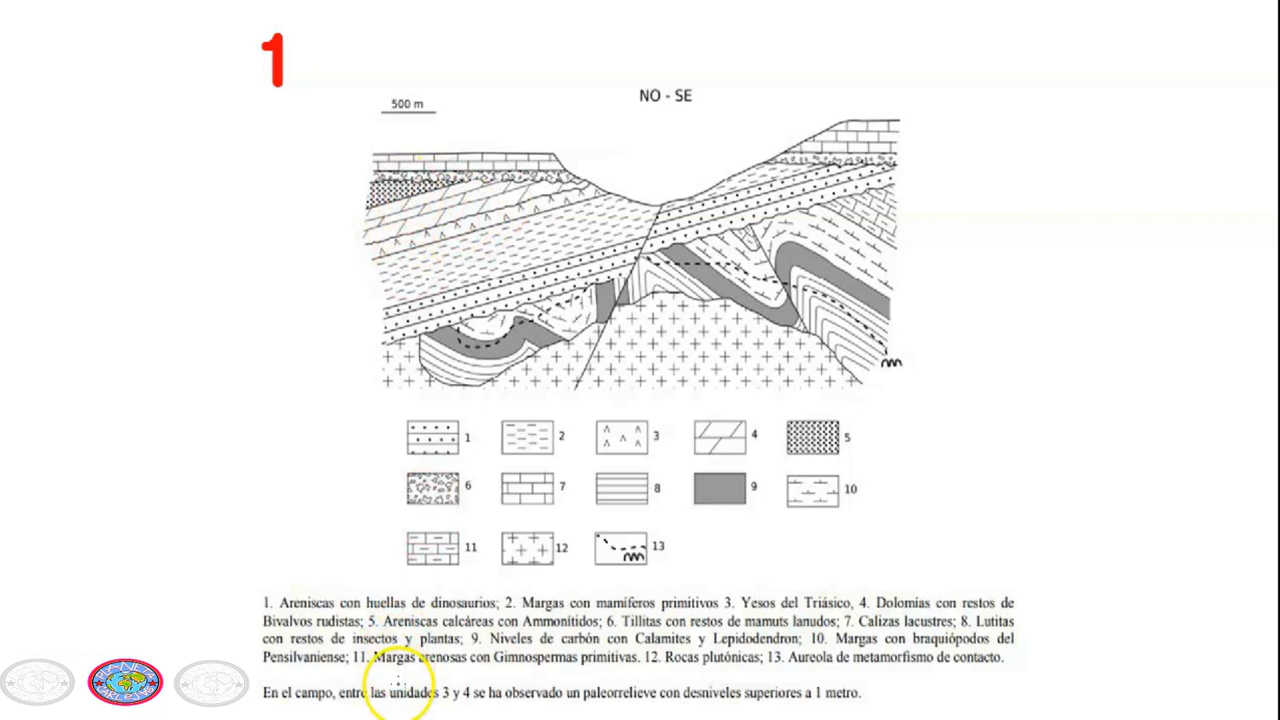 1
NO - SE
500 m
1 2 3 4 5
6 7 8 9 10
11 12 13
1. Areniscas con huellas de dinosaurios; 2. Margas con mamíferos primitivos 3. Yesos del Triásico, 4. Dolomías con restos de
Bivalvos rudistas; 5. Areniscas calcáreas con Ammonítidos; 6. Tillitas con restos de mamuts lanudos; 7. Calizas lacustres; 8. Lutitas
con restos de insectos y plantas; 9. Niveles de carbón con Calamites y Lepidodendron; 10. Margas con braquiópodos del
Pensilvaniense; 11. Margas arenosas con Gimnospermas primitivas. 12. Rocas plutónicas; 13. Aureola de metamorfismo de contacto.
En el campo, entre las unidades 3 y 4 se ha observado un paleorrelieve con desniveles superiores a 1 metro.